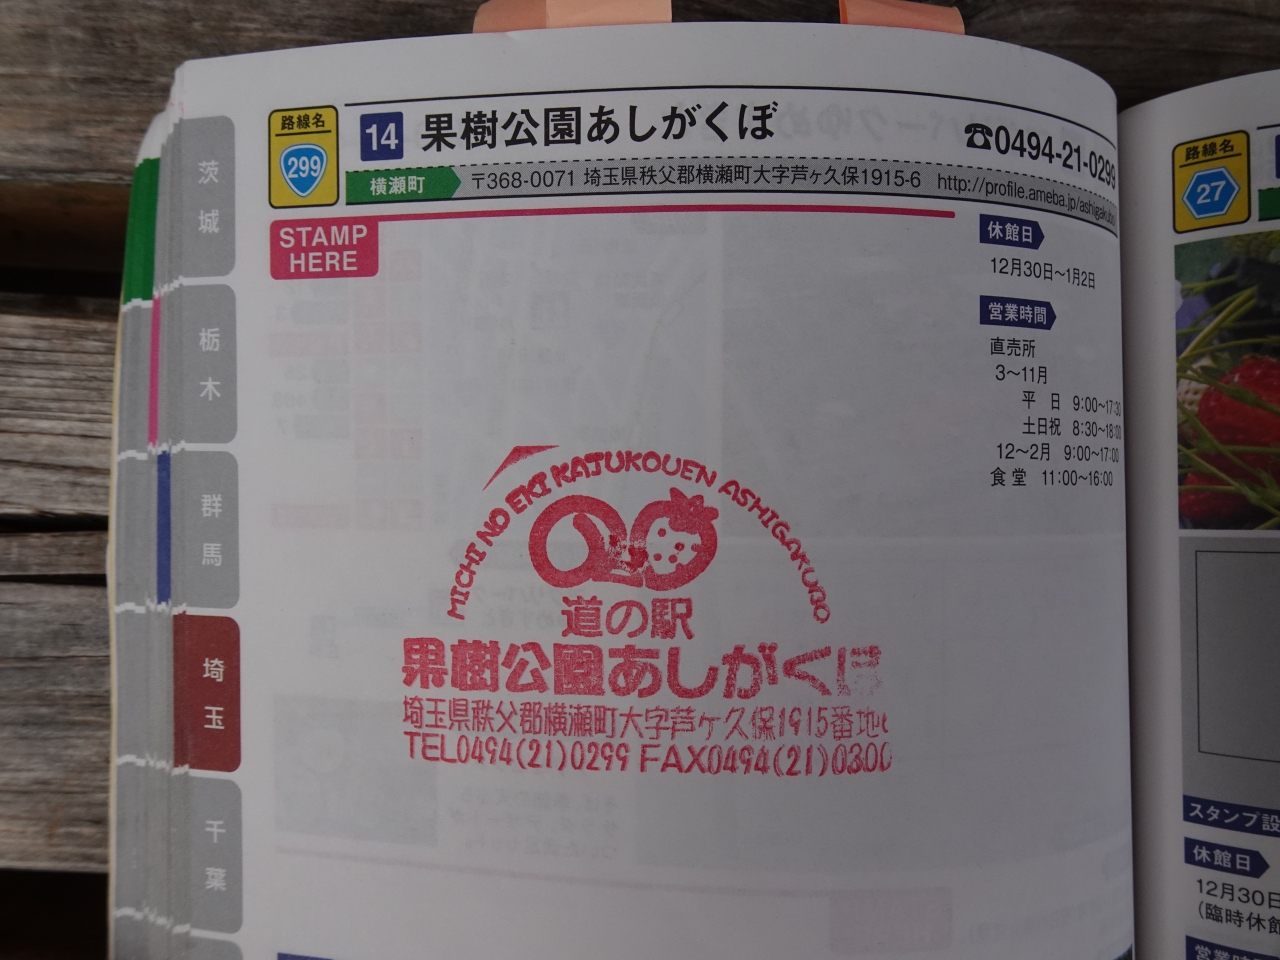 路線名
299
14 果樹公園あしがくぼ
☎0494-21-0299
横瀬町
〒368-0071 埼玉県秩父郡横瀬町大字芦ヶ久保1915-6 http://profile.ameba.jp/ashigakubo
STAMP
HERE
休館日
12月30日〜1月2日
営業時間
直売所
3〜11月
平 日 9:00〜17:30
土日祝 8:30〜18:00
12〜2月 9:00〜17:00
食 堂 11:00〜16:00
MICHI NO EKI KAJUKOUEN ASHIGAKUBO
道の駅
果樹公園あしがくぼ
埼玉県秩父郡横瀬町大字芦ヶ久保1915番地6
TEL0494(21)0299 FAX0494(21)0300
茨城
栃木
群馬
埼玉
千葉
路線名
27
スタンプ設
休館日
12月30日
(臨時休館
営業時間